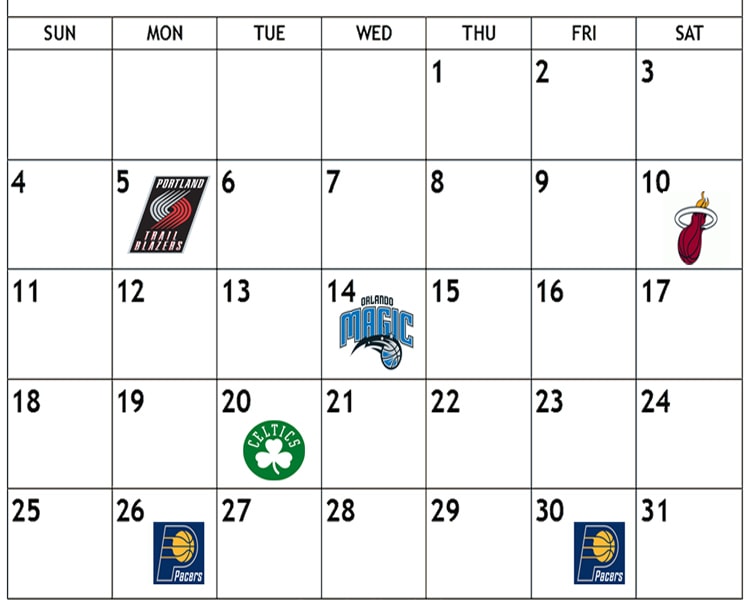 SUN MON TUE WED THU FRI SAT
1 2 3
4 5 6 7 8 9 10
PORTLAND
TRAIL
BLAZERS
11 12 13 14 15 16 17
ORLANDO
MAGIC
18 19 20 21 22 23 24
CELTICS
25 26 27 28 29 30 31
Pacers Pacers